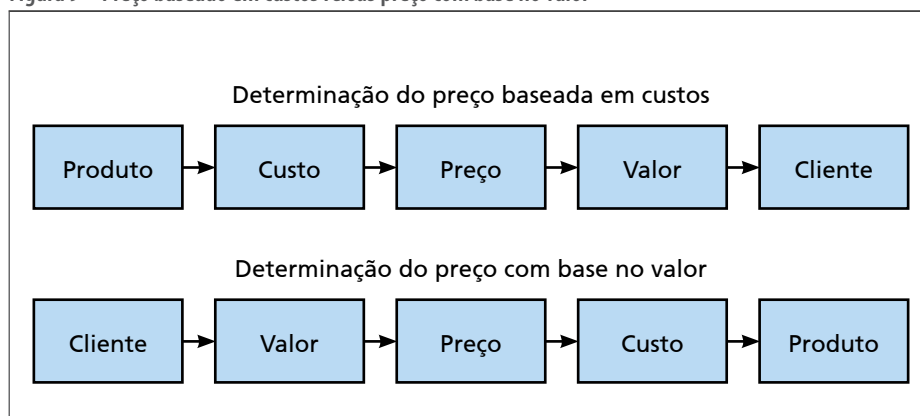 Determinação do preço baseada em custos
Produto Custo Preço Valor Cliente
Determinação do preço com base no valor
Cliente Valor Preço Custo Produto